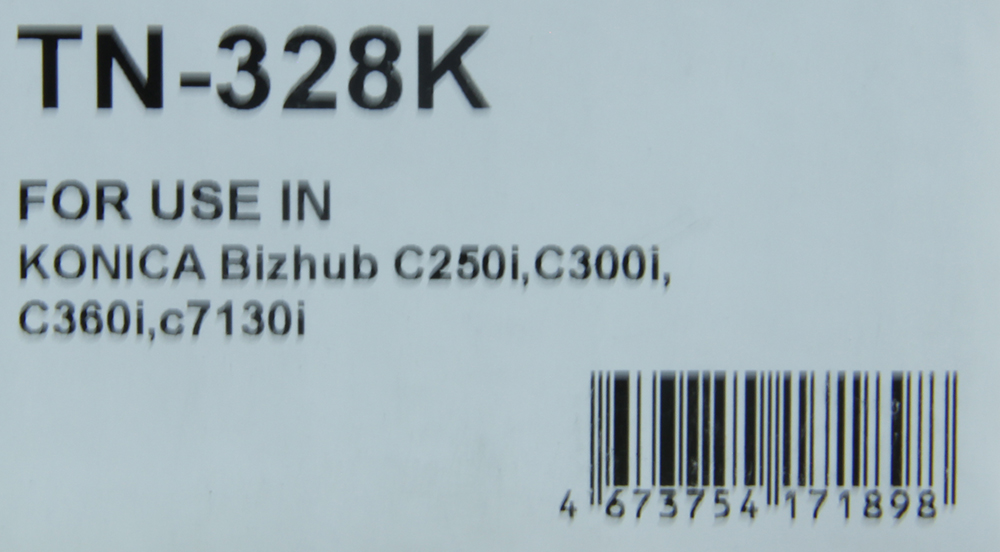 TN-328K
FOR USE IN
KONICA Bizhub C250i,C300i,
C360i,c7130i
4 673754 171898